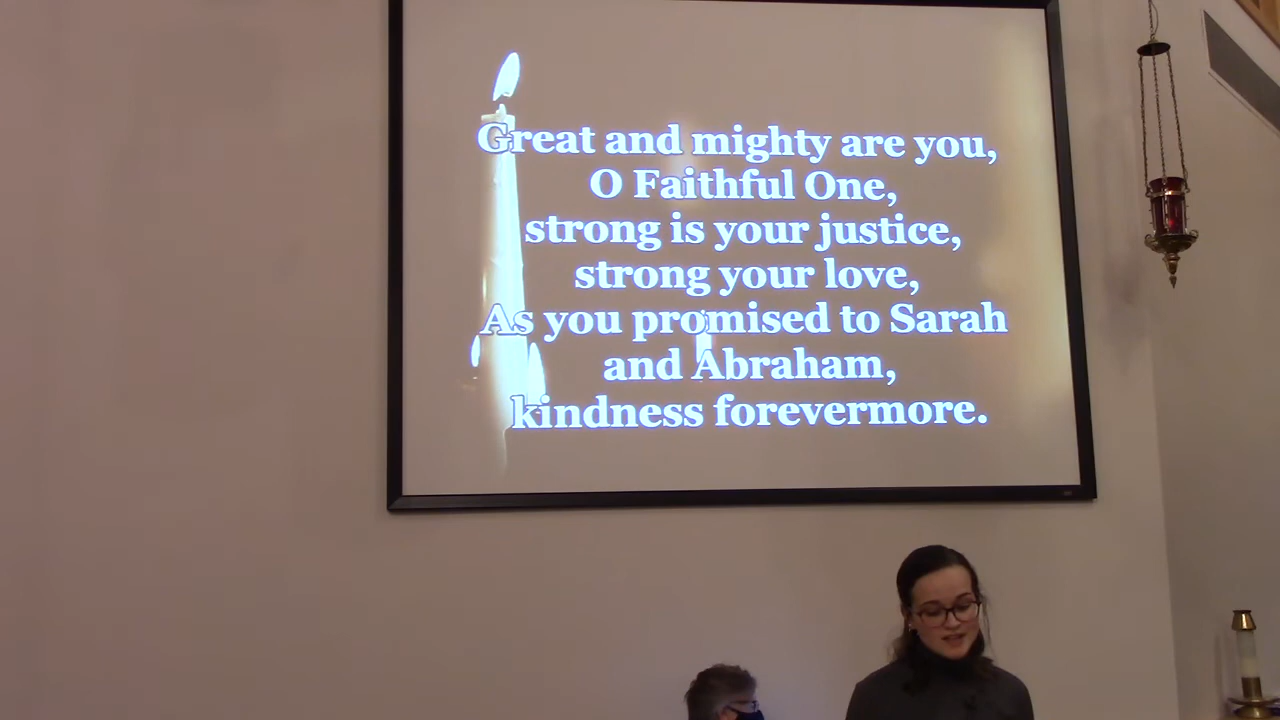 Great and mighty are you,
O Faithful One,
strong is your justice,
strong your love,
As you promised to Sarah
and Abraham,
kindness forevermore.